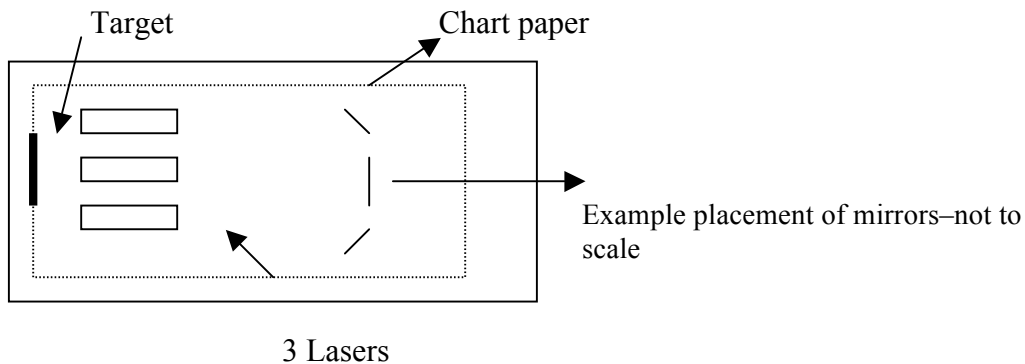 Target
Chart paper
Example placement of mirrors–not to
scale
3 Lasers